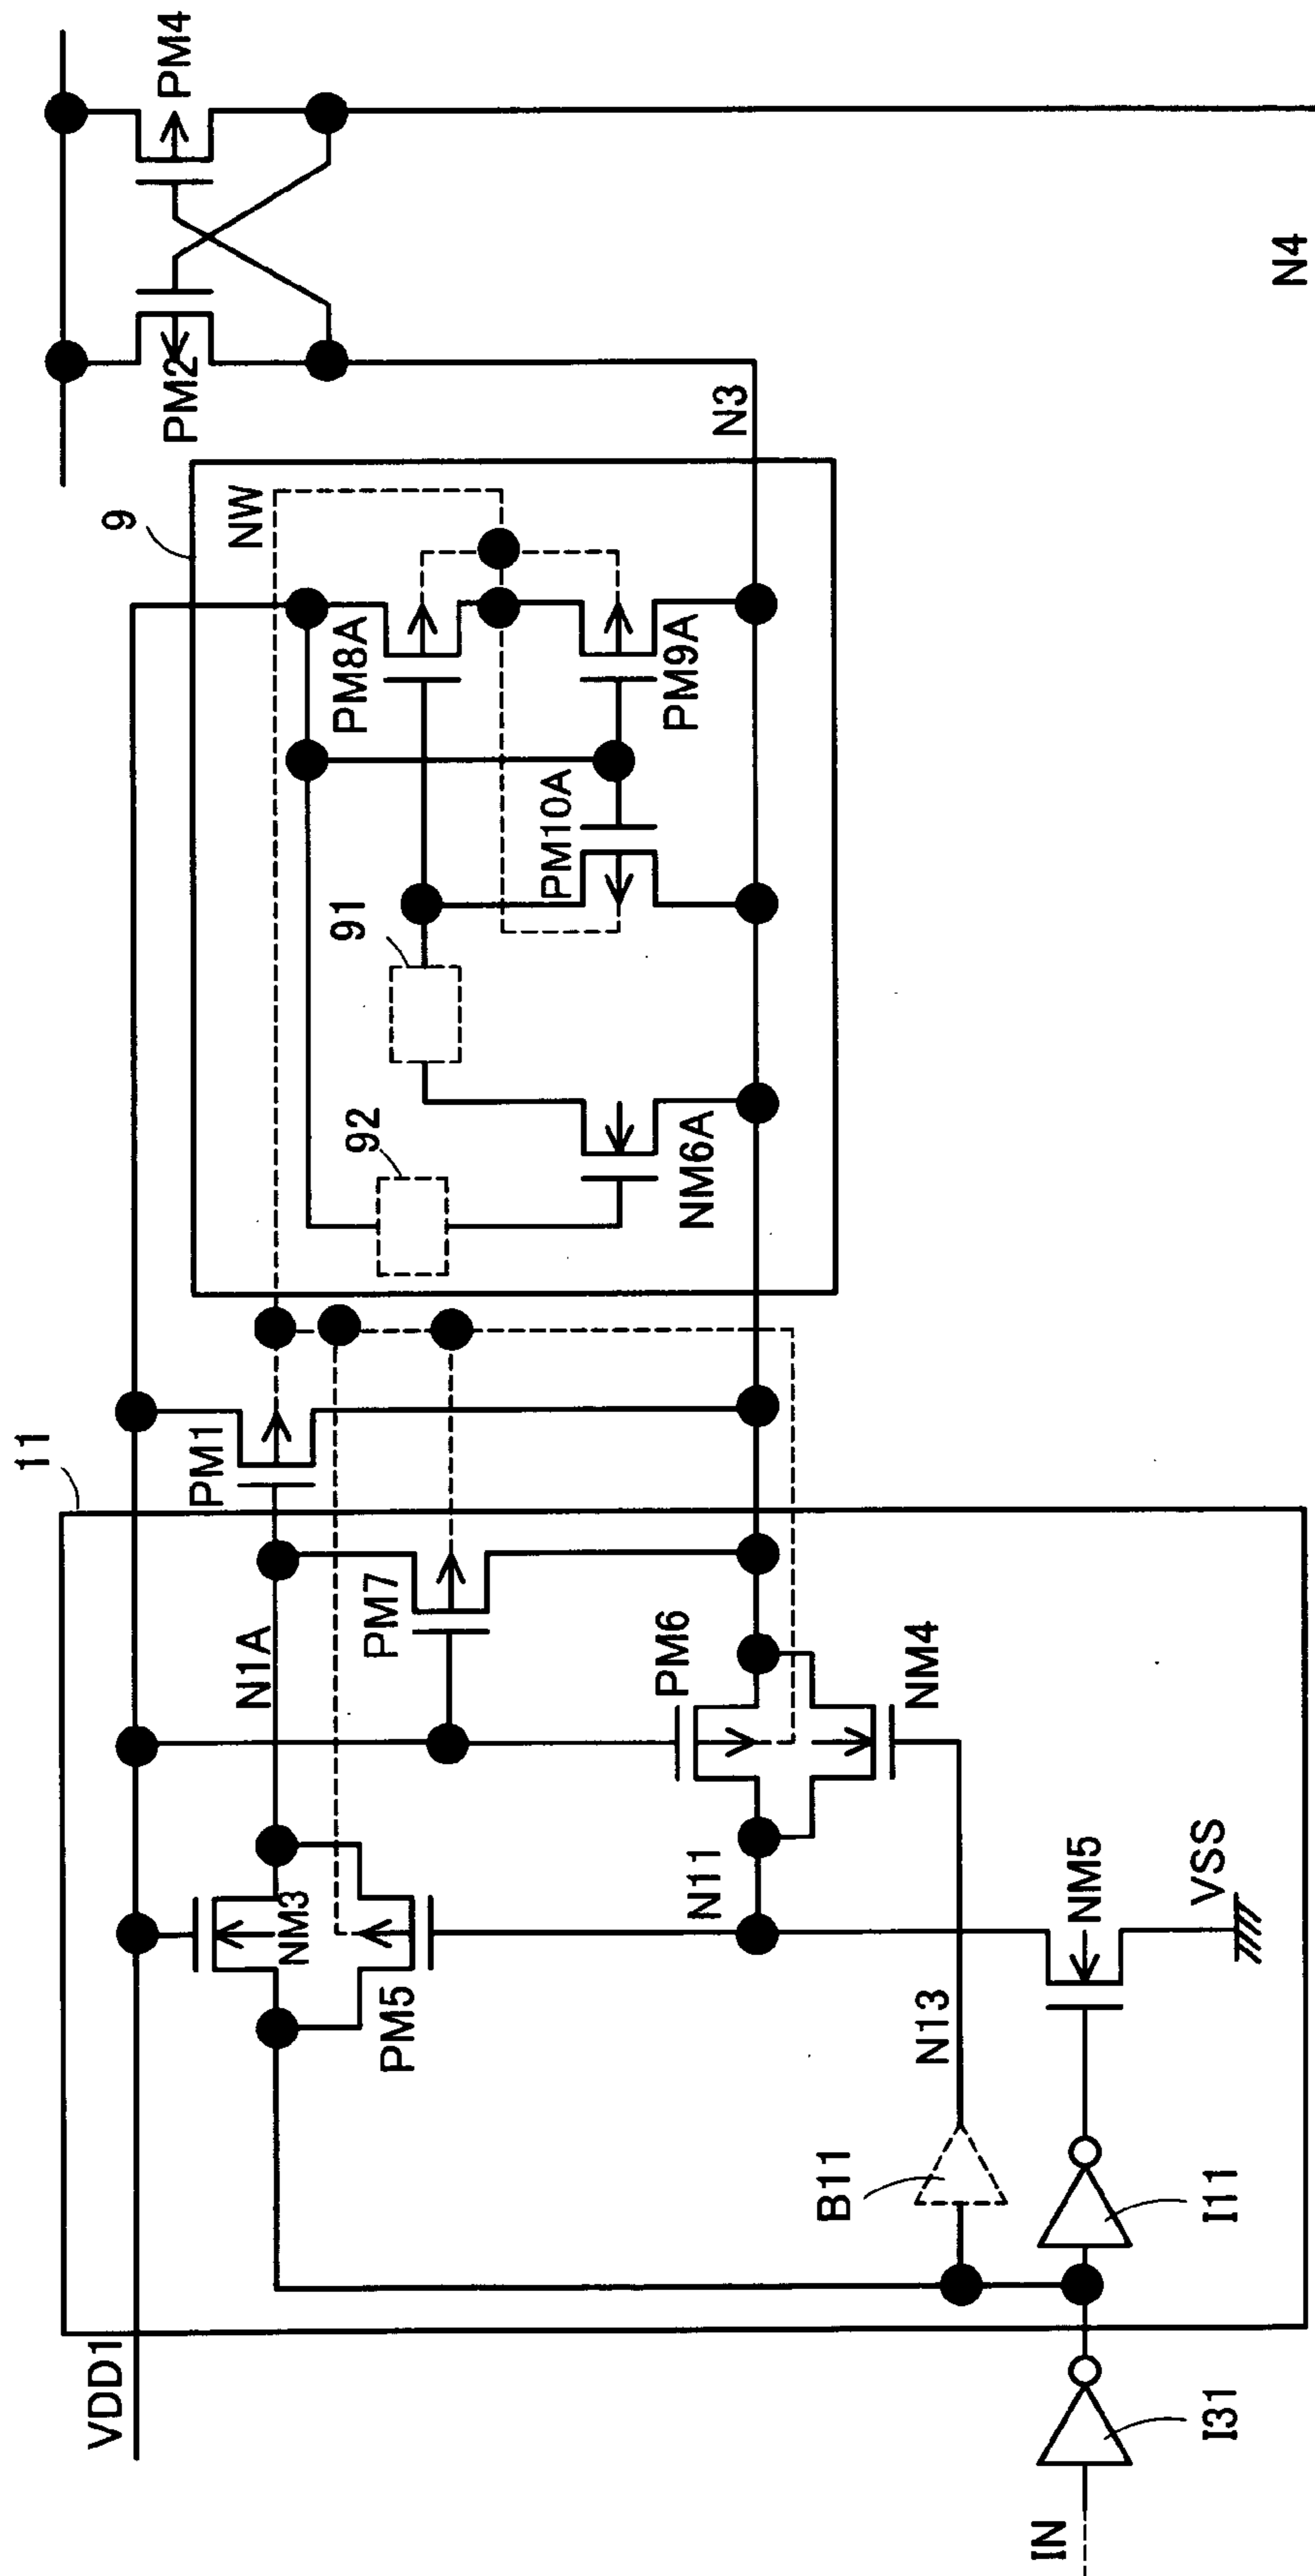 VDD1
11
PM1
9
NW
PM2
PM4
N1A
NM3
PM5
PM7
PM6
NM4
92
91
PM8A
PM10A
PM9A
NM6A
N3
N11
N13
B11
NM5
VSS
I11
I31
IN
N4